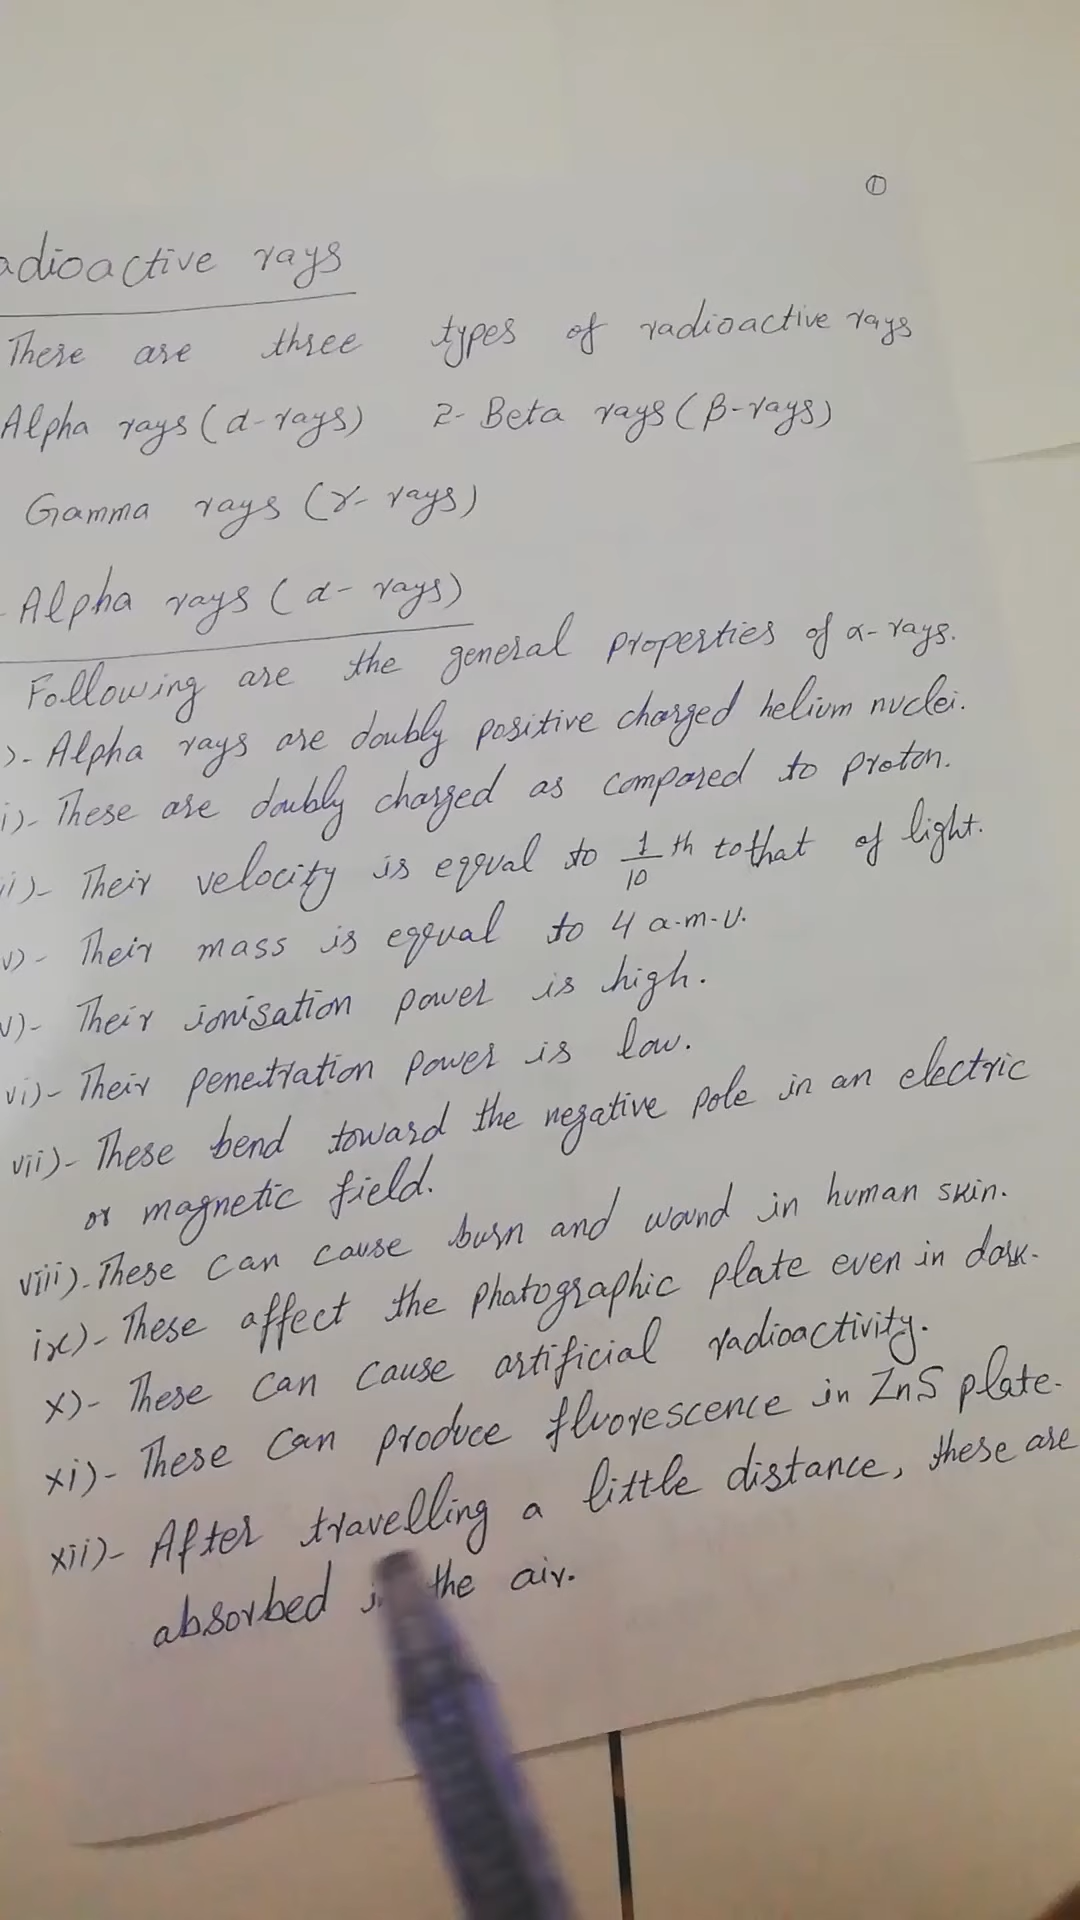 ①
adioactive rays
There are three types of radioactive rays
Alpha rays (α-rays) 2- Beta rays (β-rays)
Gamma rays (γ- rays)
- Alpha rays (α- rays)
Following are the general properties of α-rays.
)- Alpha rays are doubly positive charged helium nuclei.
i)- These are doubly charged as compared to proton.
ii)- Their velocity is eqqual to 1/10 th to that of light.
v)- Their mass is eqqual to 4 a.m.u.
v)- Their ionisation power is high.
vi)- Their penetration power is low.
vii)- These bend toward the negative pole in an electric
or magnetic field.
viii)- These can cause burn and wound in human skin.
ix)- These affect the photographic plate even in dark.
x)- These can cause artificial radioactivity.
xi)- These can produce fluorescence in ZnS plate.
xii)- After travelling a little distance, these are
absorbed the air.